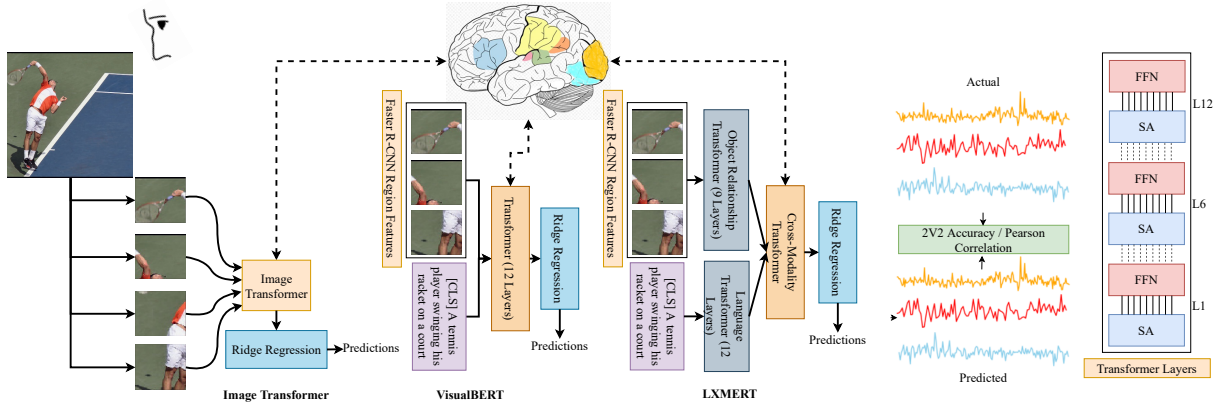 Image
Transformer
Ridge Regression
Predictions
Image Transformer
Faster R-CNN Region Features
[CLS] A tennis
player swinging his
racket on a court
Transformer (12
Layers)
Ridge Regression
Predictions
VisualBERT
Faster R-CNN Region Features
[CLS] A tennis
player swinging his
racket on a court
Object Relationship
Transformer (9
Layers)
Language
Transformer (12
Layers)
Cross-Modality
Transformer
Ridge Regression
Predictions
LXMERT
Actual
2V2 Accuracy / Pearson
Correlation
Predicted
FFN
SA
L12
FFN
SA
L6
FFN
SA
L1
Transformer Layers